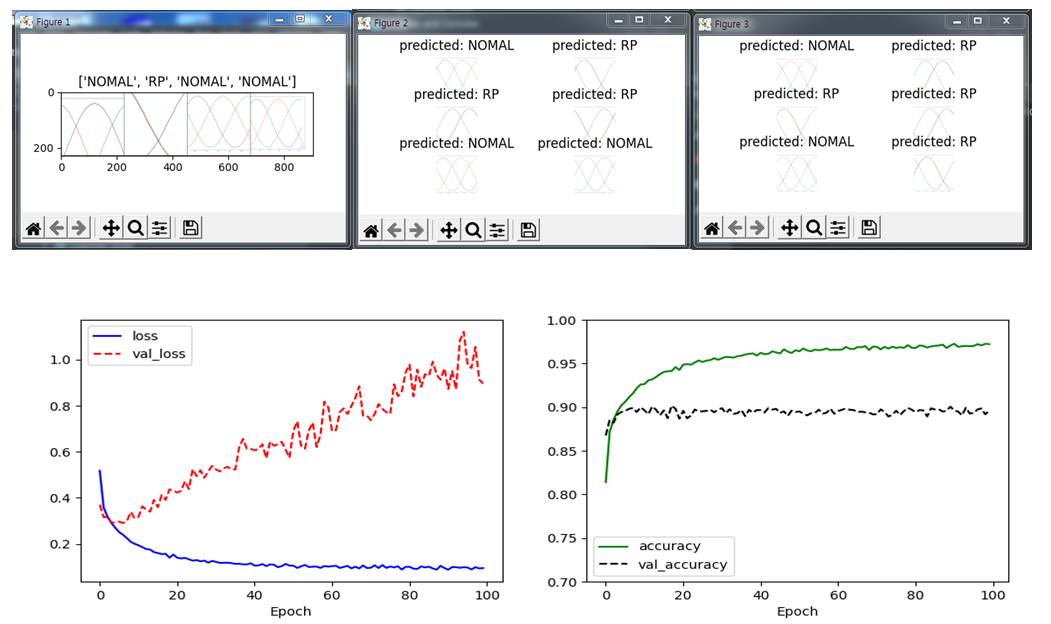 Figure 1
['NOMAL', 'RP', 'NOMAL', 'NOMAL']
0
200
0 200 400 600 800
Figure 2
predicted: NOMAL predicted: RP
predicted: RP predicted: RP
predicted: NOMAL predicted: NOMAL
Figure 3
predicted: NOMAL predicted: RP
predicted: RP predicted: RP
predicted: NOMAL predicted: RP
loss
val_loss
1.0
0.8
0.6
0.4
0.2
0 20 40 60 80 100
Epoch
1.00
0.95
0.90
0.85
0.80
0.75
0.70
accuracy
val_accuracy
0 20 40 60 80 100
Epoch